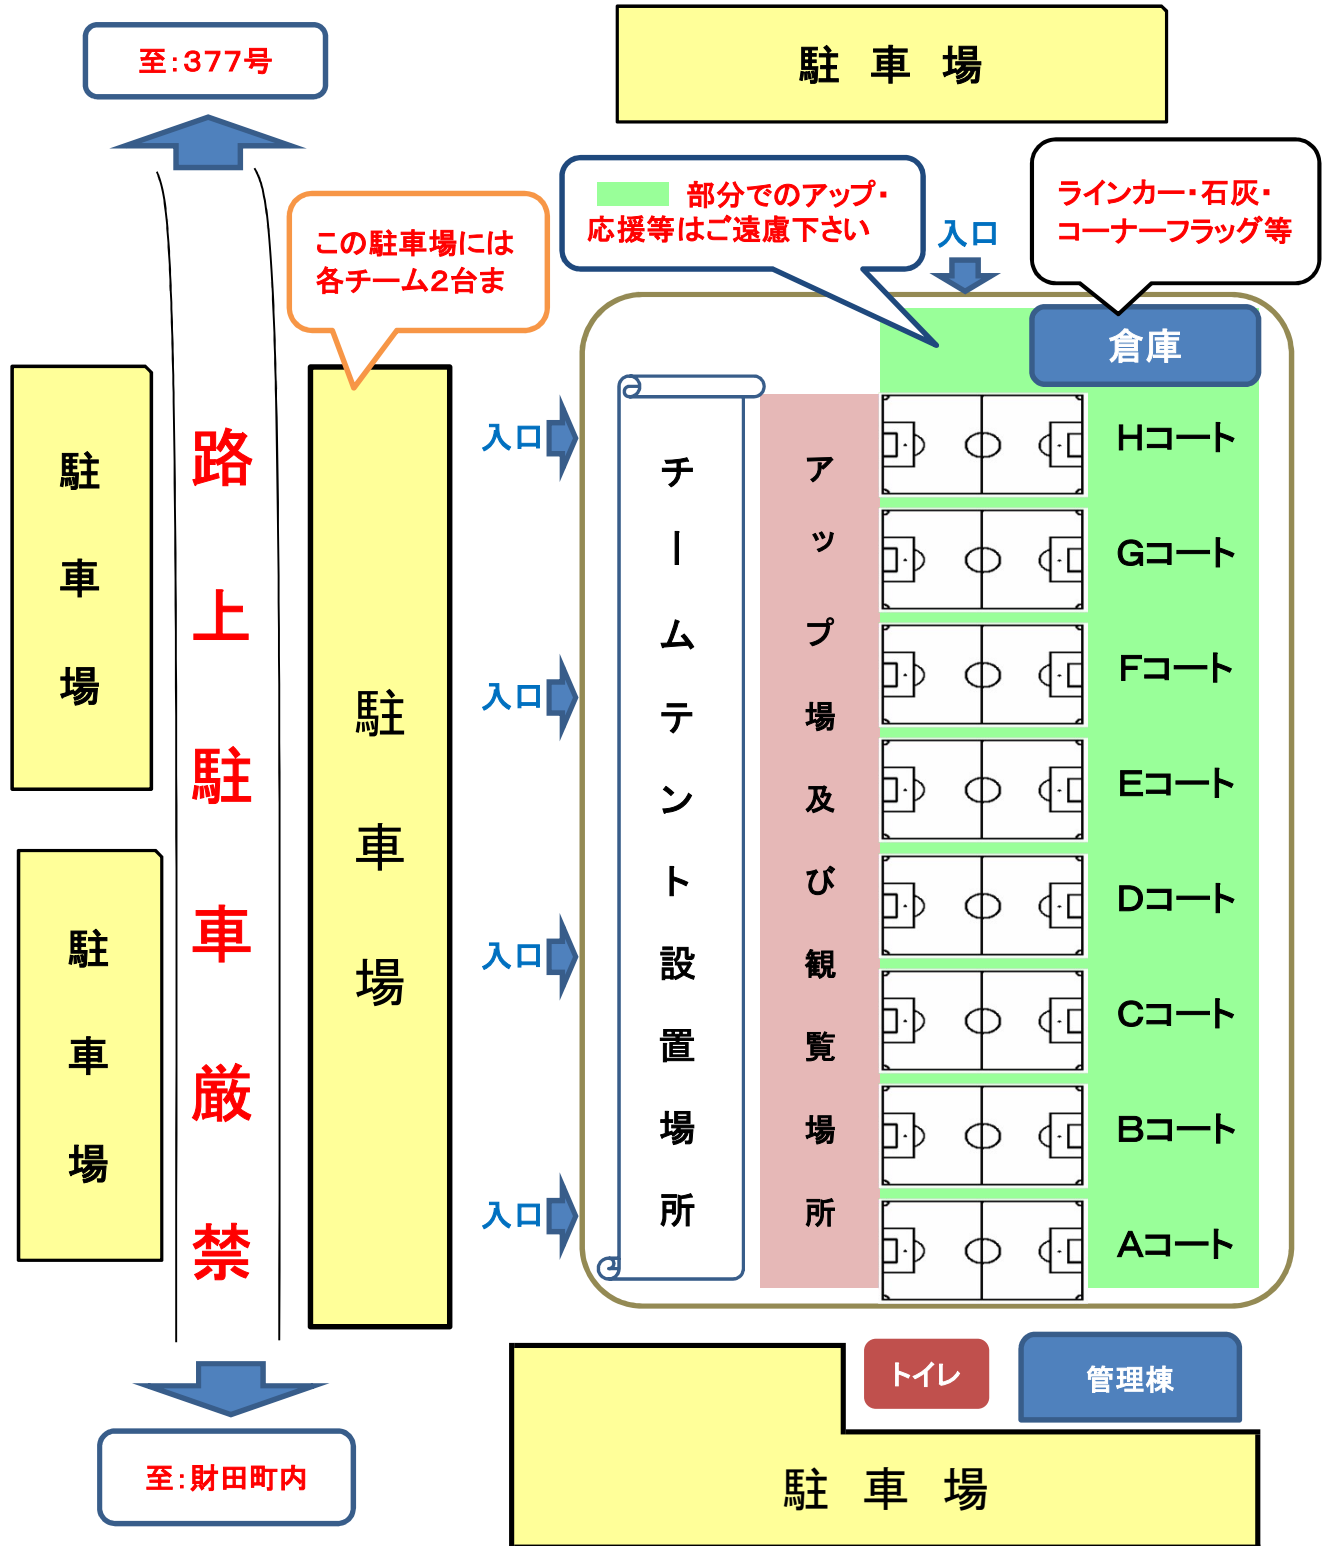 至：３７７号
駐　車　場
部分でのアップ・
応援等はご遠慮下さい
ラインカー・石灰・
コーナーフラッグ等
この駐車場には
各チーム２台ま
入口
倉庫
駐車場
路上駐車厳禁
駐車場
入口
入口
入口
入口
チームテント設置場所
アップ場及び観覧場所
Hコート
Gコート
Fコート
Eコート
Dコート
Cコート
Bコート
Aコート
駐車場
トイレ
管理棟
至：財田町内
駐　車　場